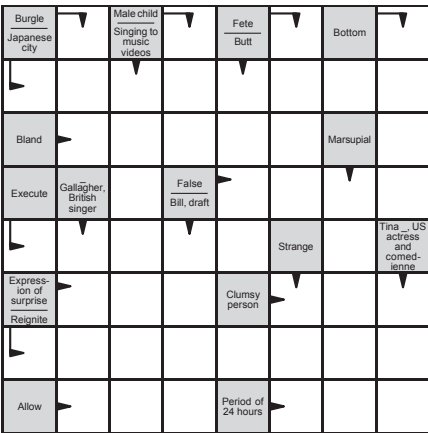 Burgle
Japanese
city
Male child
Singing to
music
videos
Fete
Butt
Bottom
Bland
Marsupial
Execute
_
Gallagher,
British
singer
False
Bill, draft
Strange
Tina _, US
actress
and
comed-
ienne
Express-
ion of
surprise
Reignite
Clumsy
person
Allow
Period of
24 hours